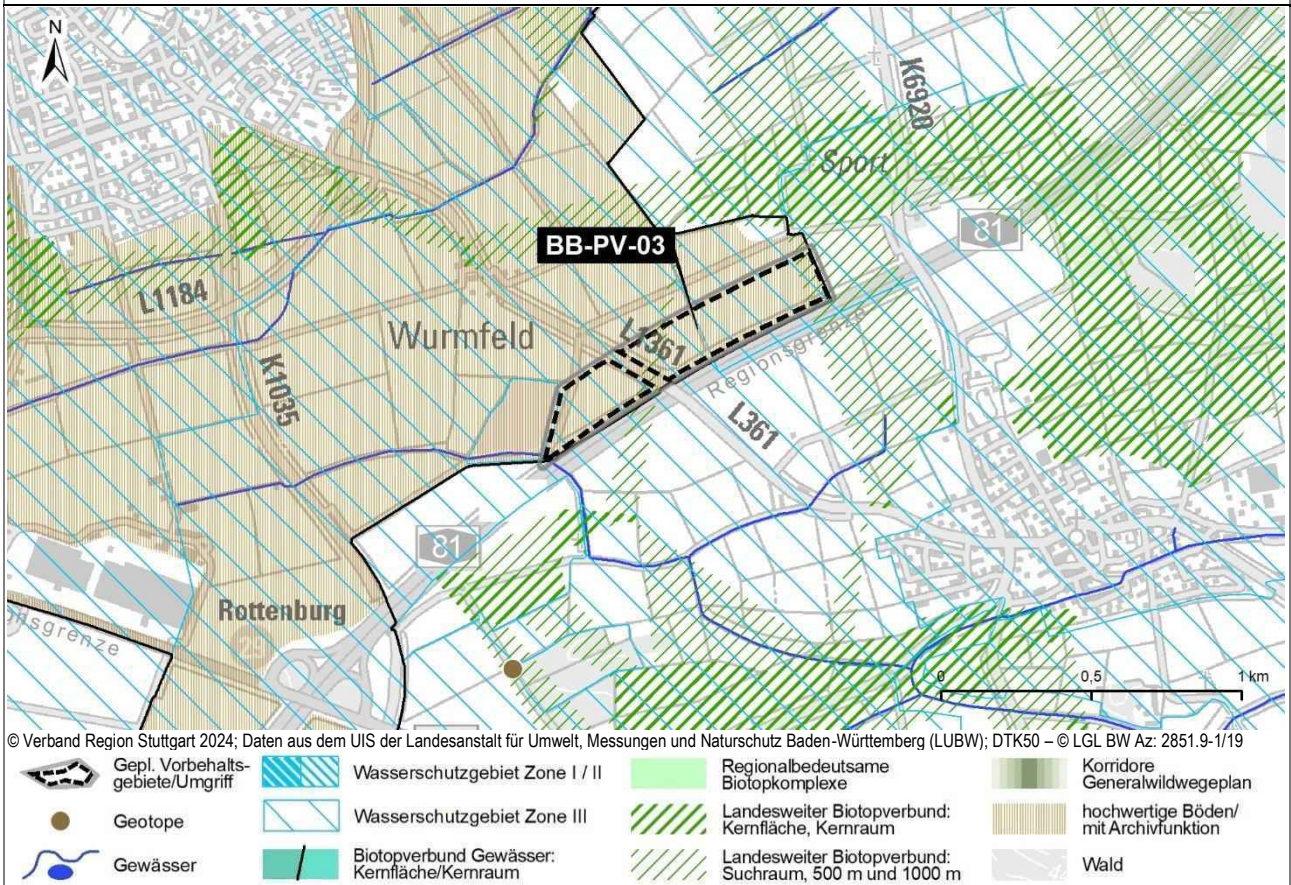 N
K6920
Sport
81
BB-PV-03
L1184
Wurmfeld
L1361
Regionsgrenze
K1035
L361
81
Rottenburg
29
onsgrenze
0 0,5 1 km
© Verband Region Stuttgart 2024; Daten aus dem UIS der Landesanstalt für Umwelt, Messungen und Naturschutz Baden-Württemberg (LUBW); DTK50 – © LGL BW Az: 2851.9-1/19
Gepl. Vorbehalts-
gebiete/Umgriff
Geotope
Gewässer
Wasserschutzgebiet Zone I / II
Wasserschutzgebiet Zone III
Biotopverbund Gewässer:
Kernfläche/Kernraum
Regionalbedeutsame
Biotopkomplexe
Landesweiter Biotopverbund:
Kernfläche, Kernraum
Landesweiter Biotopverbund:
Suchraum, 500 m und 1000 m
Korridore
Generalwildwegeplan
hochwertige Böden/
mit Archivfunktion
Wald